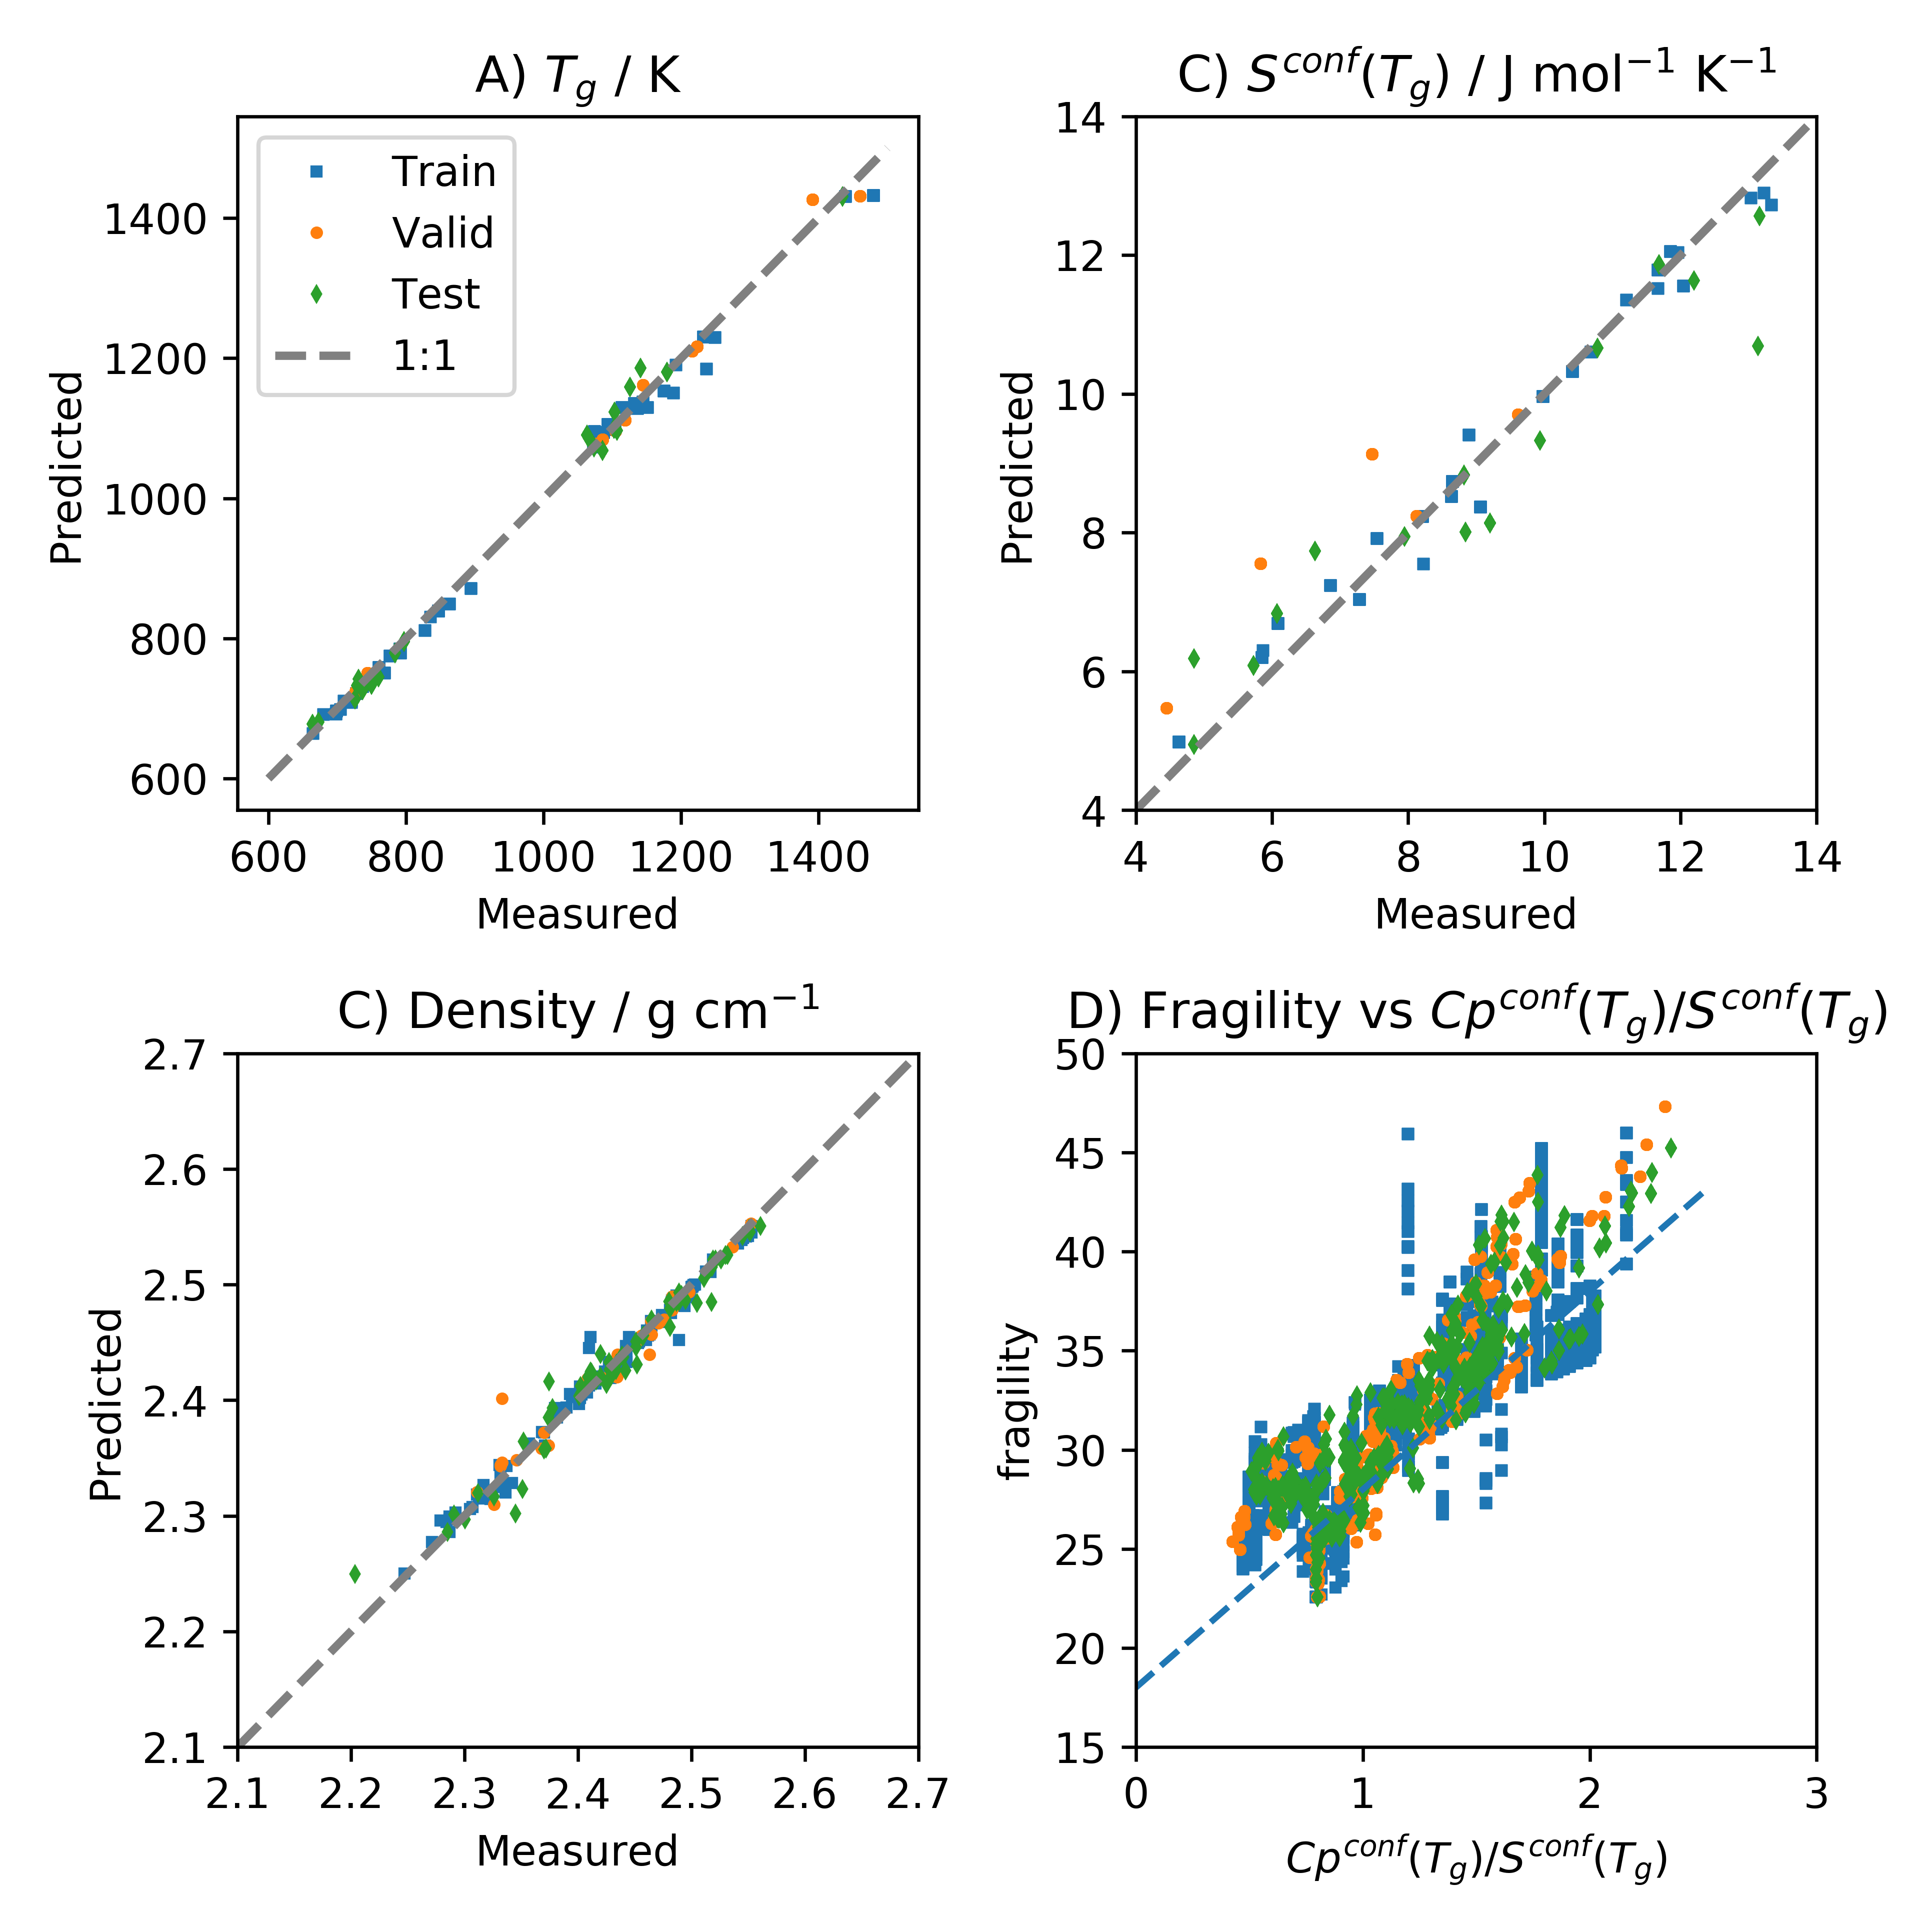 A) T_g / K
1400
1200
1000
800
600
Predicted
Train
Valid
Test
1:1
600 800 1000 1200 1400
Measured
C) S^conf(T_g) / J mol⁻¹ K⁻¹
14
12
10
8
6
4
Predicted
4 6 8 10 12 14
Measured
C) Density / g cm⁻¹
2.7
2.6
2.5
2.4
2.3
2.2
2.1
Predicted
2.1 2.2 2.3 2.4 2.5 2.6 2.7
Measured
D) Fragility vs Cp^conf(T_g)/S^conf(T_g)
50
45
40
35
30
25
20
15
fragility
0 1 2 3
Cp^conf(T_g)/S^conf(T_g)